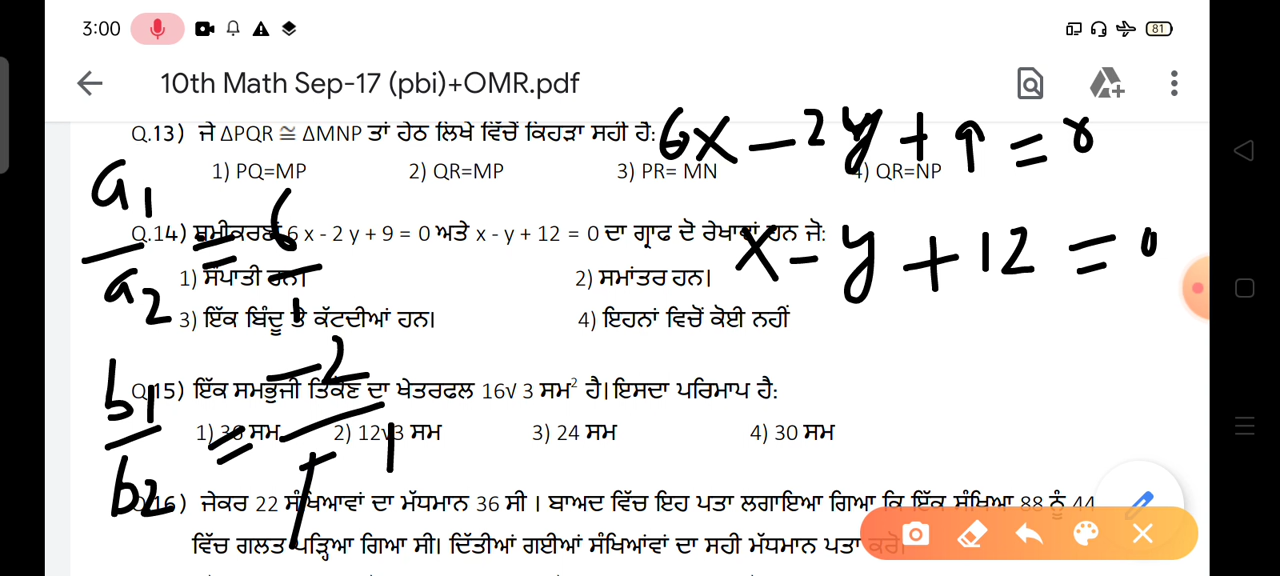 3:00 81
10th Math Sep-17 (pbi)+OMR.pdf
Q.13) ਜੇ ΔPQR ≅ ΔMNP ਤਾਂ ਹੇਠ ਲਿਖੇ ਵਿੱਚੋਂ ਕਿਹੜਾ ਸਹੀ ਹੈ:
6x - 2y + 9 = 0
1) PQ=MP 2) QR=MP 3) PR= MN 4) QR=NP
a1/a2 = 6/1
Q.14) ਸਮੀਕਰਣਾਂ 6 x - 2 y + 9 = 0 ਅਤੇ x - y + 12 = 0 ਦਾ ਗ੍ਰਾਫ ਦੋ ਰੇਖਾਵਾਂ ਹਨ ਜੋ:
x - y + 12 = 0
1) ਸੰਪਾਤੀ ਹਨ। 2) ਸਮਾਂਤਰ ਹਨ।
3) ਇੱਕ ਬਿੰਦੂ ਤੇ ਕੱਟਦੀਆਂ ਹਨ। 4) ਇਹਨਾਂ ਵਿਚੋਂ ਕੋਈ ਨਹੀਂ
b1/b2 = -2/-1
Q.15) ਇੱਕ ਸਮਭੁਜੀ ਤਿਕੋਣ ਦਾ ਖੇਤਰਫਲ 16√ 3 ਸਮ² ਹੈ। ਇਸਦਾ ਪਰਿਮਾਪ ਹੈ:
1) 36 ਸਮ 2) 12√3 ਸਮ 3) 24 ਸਮ 4) 30 ਸਮ
Q.16) ਜੇਕਰ 22 ਸੰਖਿਆਵਾਂ ਦਾ ਮੱਧਮਾਨ 36 ਸੀ । ਬਾਅਦ ਵਿੱਚ ਇਹ ਪਤਾ ਲਗਾਇਆ ਗਿਆ ਕਿ ਇੱਕ ਸੰਖਿਆ 88 ਨੂੰ 44
ਵਿੱਚ ਗਲਤ ਪੜ੍ਹਿਆ ਗਿਆ ਸੀ। ਦਿੱਤੀਆਂ ਗਈਆਂ ਸੰਖਿਆਂਵਾਂ ਦਾ ਸਹੀ ਮੱਧਮਾਨ ਪਤਾ ਕਰੋ।